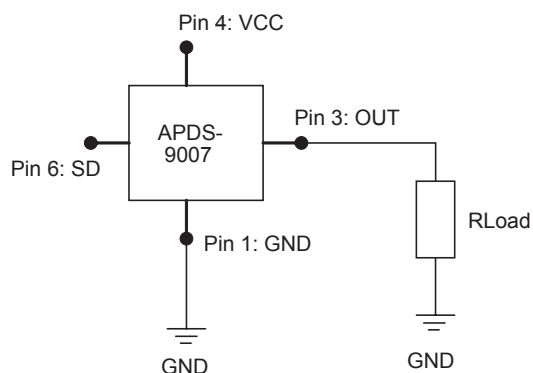 Pin 4: VCC
APDS-
9007
Pin 3: OUT
Pin 6: SD
RLoad
Pin 1: GND
GND
GND